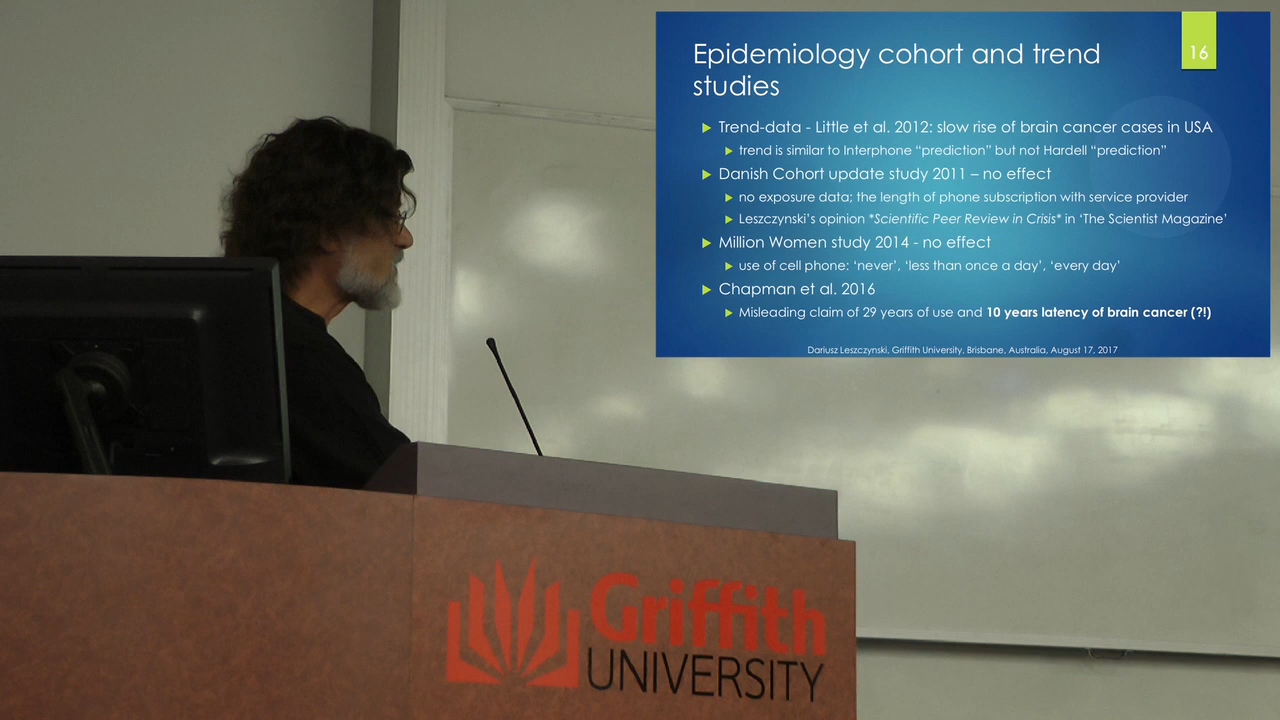 Epidemiology cohort and trend
studies
16
Trend-data - Little et al. 2012: slow rise of brain cancer cases in USA
trend is similar to Interphone “prediction” but not Hardell “prediction”
Danish Cohort update study 2011 – no effect
no exposure data; the length of phone subscription with service provider
Leszczynski’s opinion *Scientific Peer Review in Crisis* in ‘The Scientist Magazine’
Million Women study 2014 - no effect
use of cell phone: ‘never’, ‘less than once a day’, ‘every day’
Chapman et al. 2016
Misleading claim of 29 years of use and 10 years latency of brain cancer (?!)
Dariusz Leszczynski, Griffith University, Brisbane, Australia, August 17, 2017
Griffith
UNIVERSITY